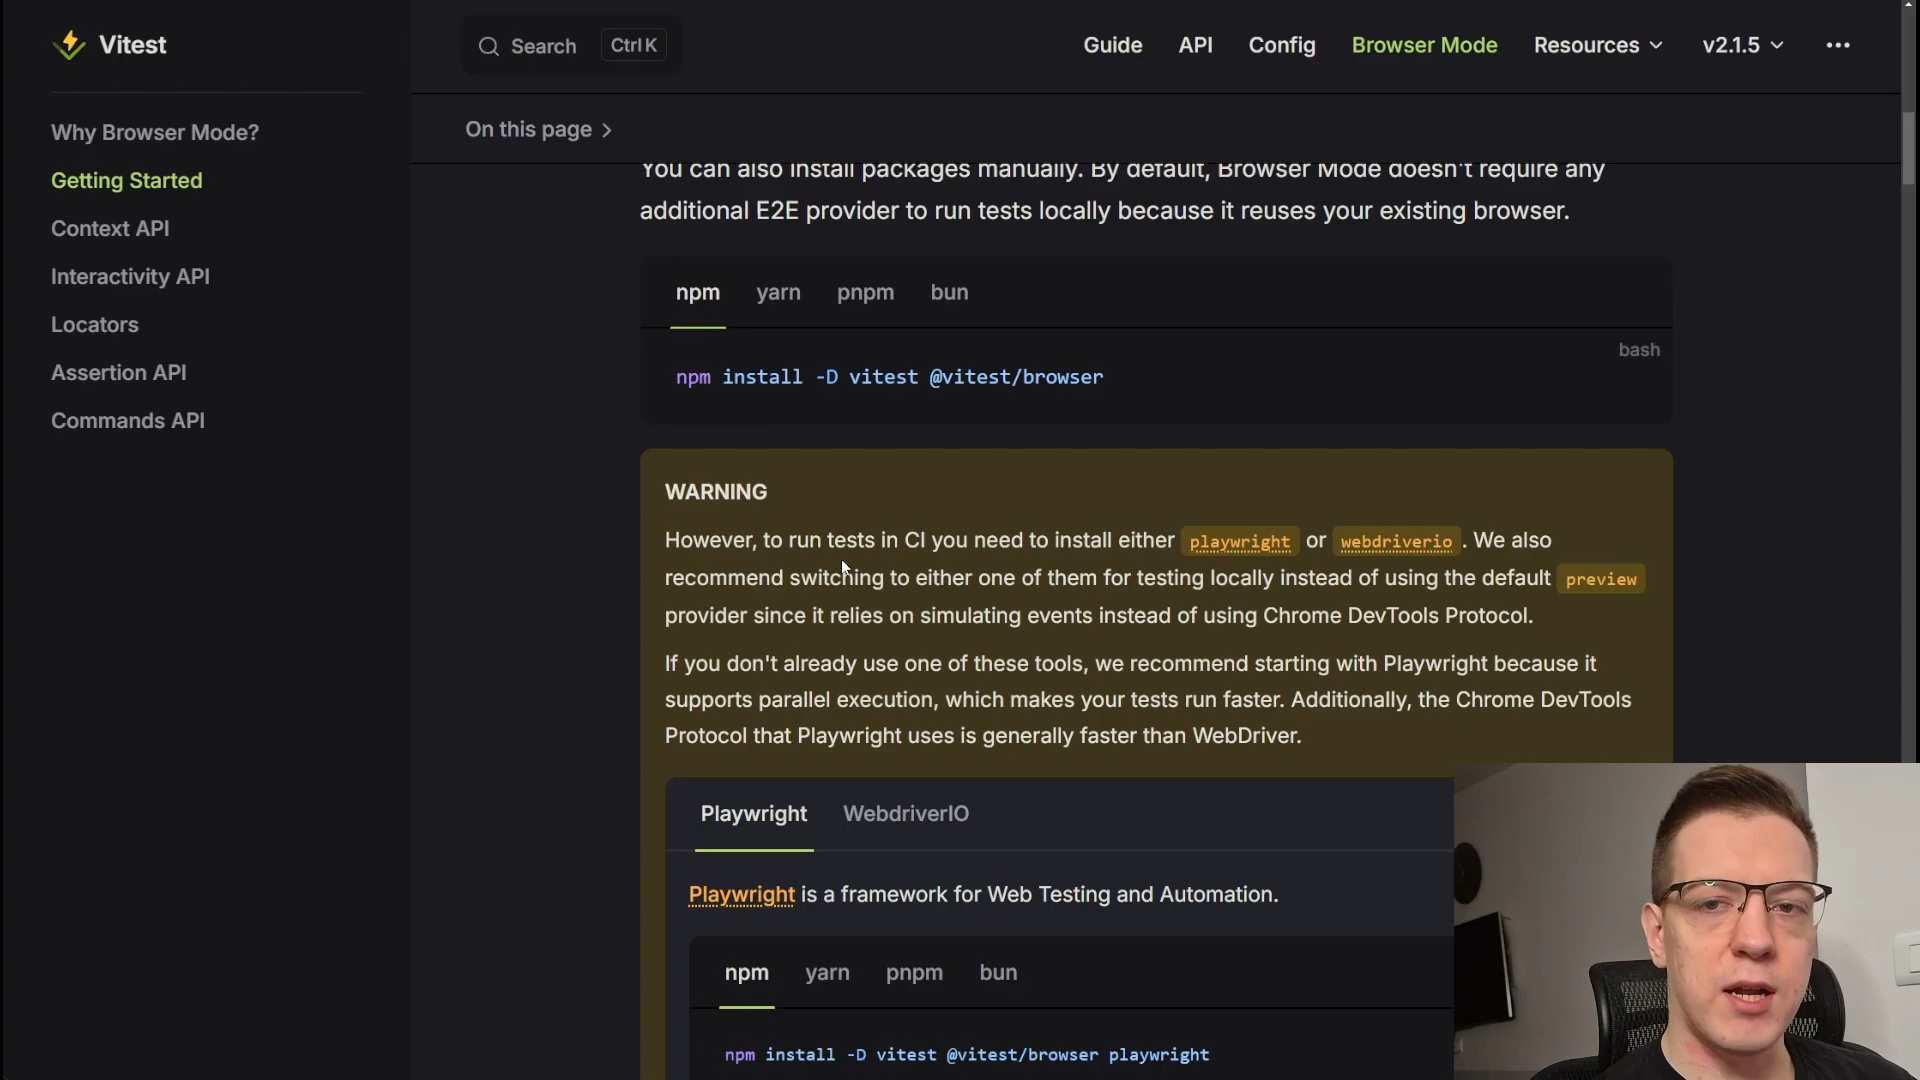 Vitest
Search Ctrl K
Guide API Config Browser Mode Resources v2.1.5
Why Browser Mode?
Getting Started
Context API
Interactivity API
Locators
Assertion API
Commands API
On this page
You can also install packages manually. By default, Browser Mode doesn't require any
additional E2E provider to run tests locally because it reuses your existing browser.
npm yarn pnpm bun
bash
npm install -D vitest @vitest/browser
WARNING
However, to run tests in CI you need to install either playwright or webdriverio . We also
recommend switching to either one of them for testing locally instead of using the default preview
provider since it relies on simulating events instead of using Chrome DevTools Protocol.
If you don't already use one of these tools, we recommend starting with Playwright because it
supports parallel execution, which makes your tests run faster. Additionally, the Chrome DevTools
Protocol that Playwright uses is generally faster than WebDriver.
Playwright WebdriverIO
Playwright is a framework for Web Testing and Automation.
npm yarn pnpm bun
npm install -D vitest @vitest/browser playwright